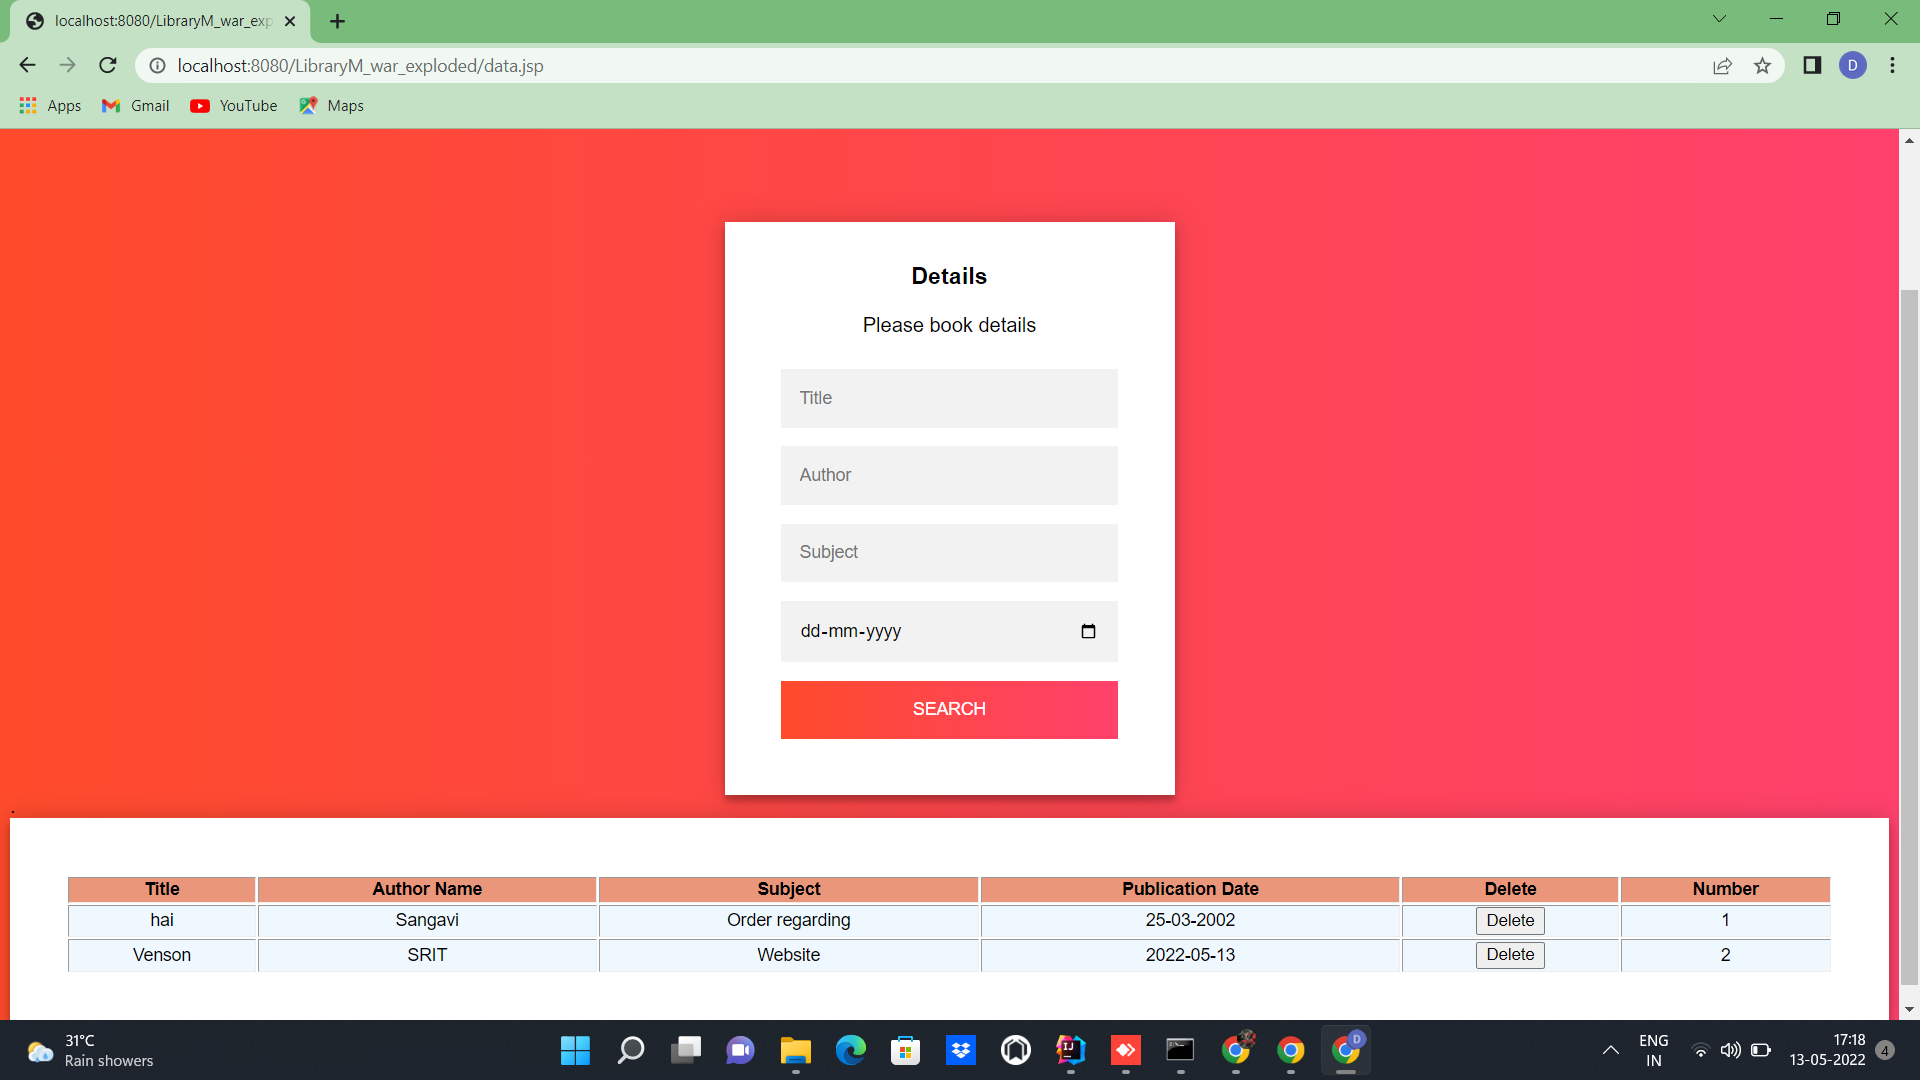 localhost:8080/LibraryM_war_exp
localhost:8080/LibraryM_war_exploded/data.jsp
D
Apps Gmail YouTube Maps
Details
Please book details
Title
Author
Subject
dd-mm-yyyy
SEARCH
.
Title Author Name Subject Publication Date Delete Number
hai Sangavi Order regarding 25-03-2002 Delete 1
Venson SRIT Website 2022-05-13 Delete 2
31°C
Rain showers
IJ
D
ENG
IN
17:18
13-05-2022
4